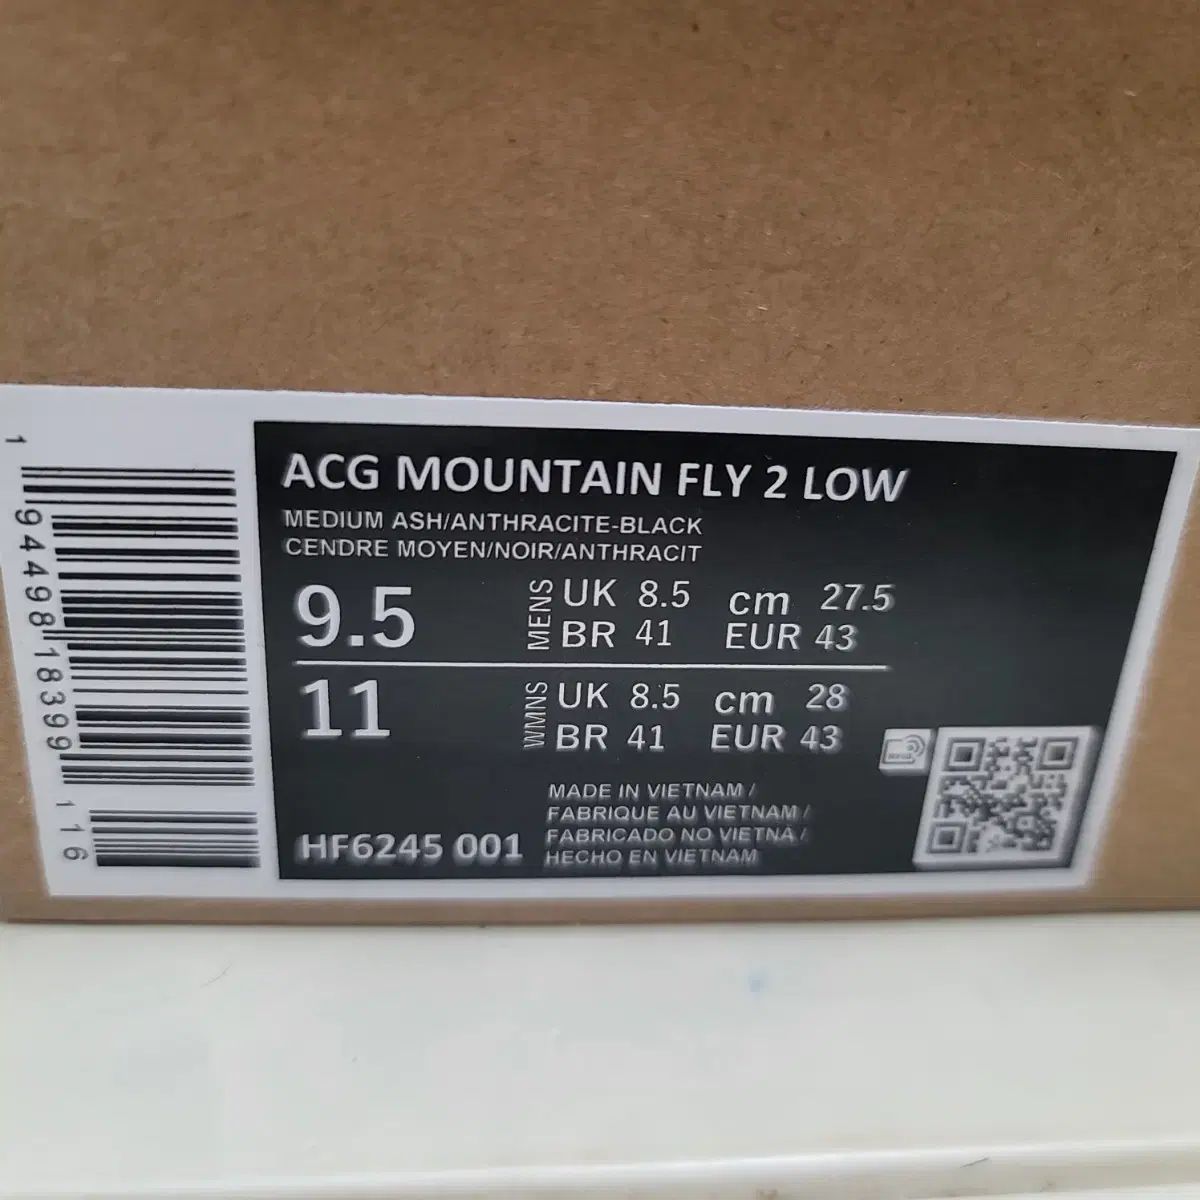 ACG MOUNTAIN FLY 2 LOW
MEDIUM ASH/ANTHRACITE-BLACK
CENDRE MOYEN/NOIR/ANTHRACIT
9.5 MENS UK 8.5 cm 27.5
BR 41 EUR 43
11 WMNS UK 8.5 cm 28
BR 41 EUR 43
MADE IN VIETNAM /
FABRIQUE AU VIETNAM /
FABRICADO NO VIETNA /
HECHO EN VIETNAM
HF6245 001
1 94498 18399 1 16